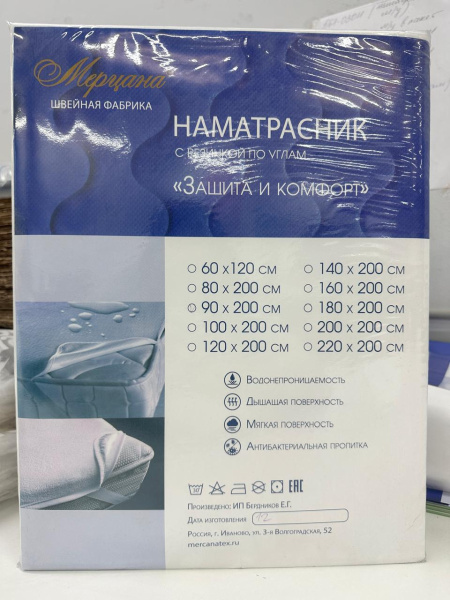 Мерцана
ШВЕЙНАЯ ФАБРИКА
НАМАТРАСНИК
С РЕЗИНКОЙ ПО УГЛАМ
«ЗАЩИТА И КОМФОРТ»
60 х 120 см
80 х 200 см
90 х 200 см
100 х 200 см
120 х 200 см
140 х 200 см
160 х 200 см
180 х 200 см
200 х 200 см
220 х 200 см
ВОДОНЕПРОНИЦАЕМОСТЬ
ДЫШАЩАЯ ПОВЕРХНОСТЬ
МЯГКАЯ ПОВЕРХНОСТЬ
АНТИБАКТЕРИАЛЬНАЯ ПРОПИТКА
EAC
ПРОИЗВЕДЕНО: ИП БЕРДНИКОВ Е.Г.
ДАТА ИЗГОТОВЛЕНИЯ
РОССИЯ, Г. ИВАНОВО, УЛ. 3-Я ВОЛГОГРАДСКАЯ, 52
mercanatex.ru